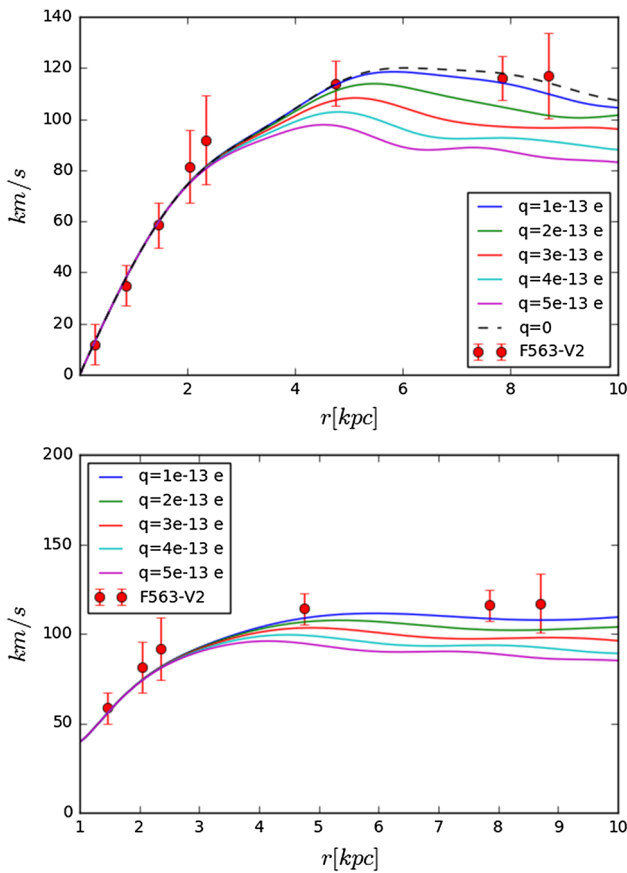 140
120
100
80
60
40
20
0
km/s
q=1e-13 e
q=2e-13 e
q=3e-13 e
q=4e-13 e
q=5e-13 e
q=0
F563-V2
2 4 6 8 10
r[kpc]
200
150
100
50
0
km/s
q=1e-13 e
q=2e-13 e
q=3e-13 e
q=4e-13 e
q=5e-13 e
F563-V2
1 2 3 4 5 6 7 8 9 10
r[kpc]